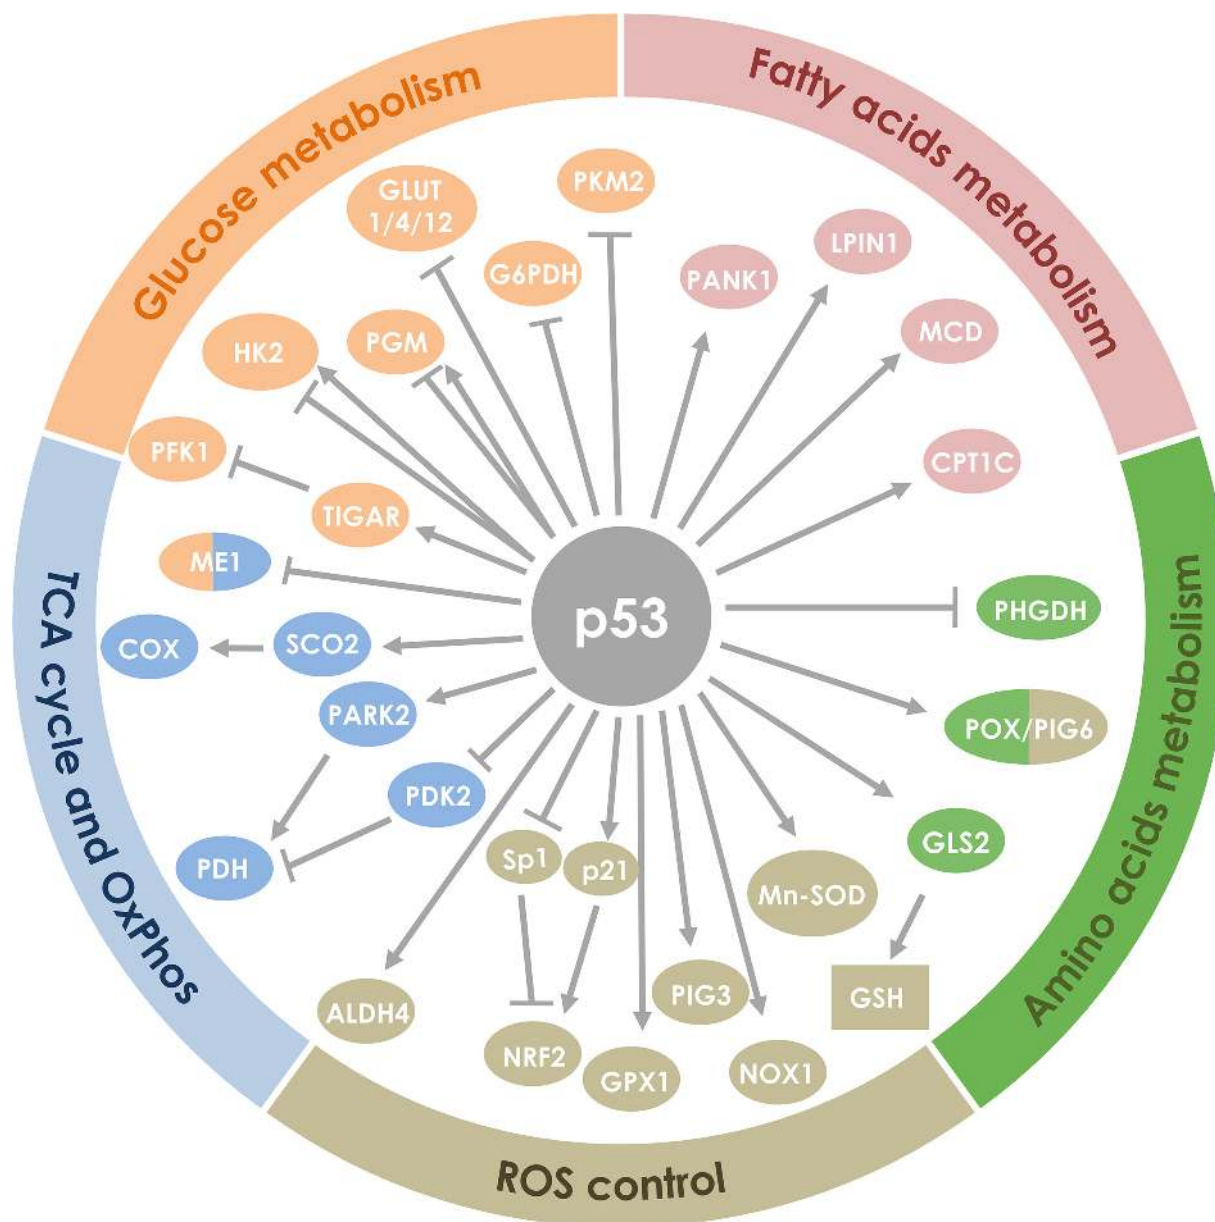 Glucose metabolism
Fatty acids metabolism
Amino acids metabolism
ROS control
TCA cycle and OxPhos
PKM2
GLUT
1/4/12
G6PDH
PGM
HK2
PFK1
TIGAR
ME1
PANK1
LPIN1
MCD
CPT1C
p53
PHGDH
POX/PIG6
GLS2
GSH
COX
SCO2
PARK2
PDK2
PDH
Sp1
p21
Mn-SOD
ALDH4
NRF2
GPX1
PIG3
NOX1